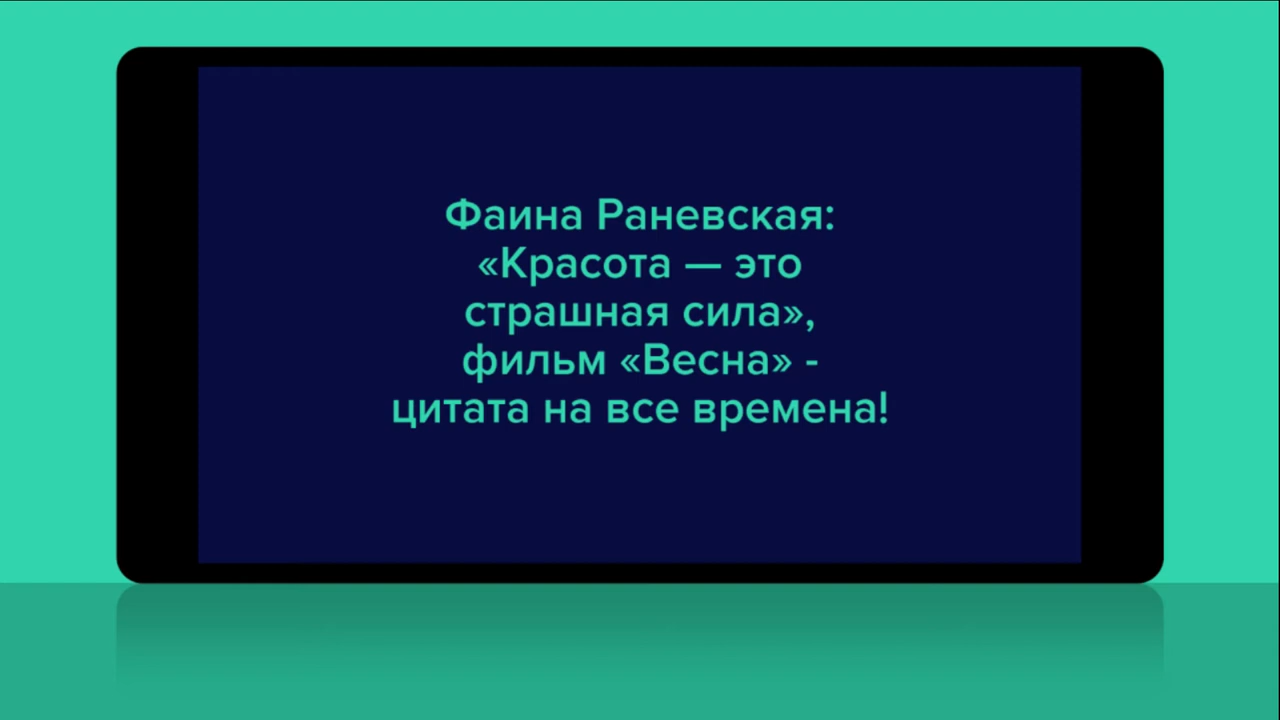 Фаина Раневская:
«Красота — это
страшная сила»,
фильм «Весна» -
цитата на все времена!